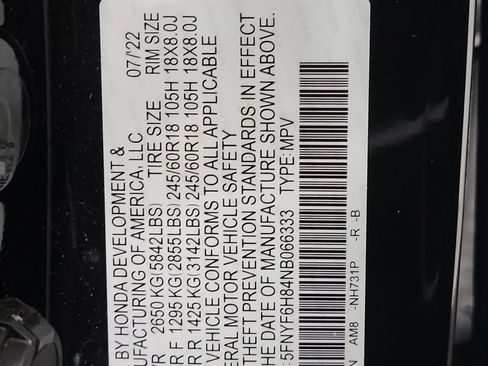 BY HONDA DEVELOPMENT &
UFACTURING OF AMERICA, LLC 07/'22
VR 2650 KG(5842LBS) TIRE SIZE RIM SIZE
R F 1295 KG(2855LBS) 245/60R18 105H 18X8.0J
R R 1425 KG(3142LBS) 245/60R18 105H 18X8.0J
VEHICLE CONFORMS TO ALL APPLICABLE
ERAL MOTOR VEHICLE SAFETY
THEFT PREVENTION STANDARDS IN EFFECT
THE DATE OF MANUFACTURE SHOWN ABOVE.
: 5FNYF6H84NB066333 TYPE: MPV
N AM8 -NH731P -R -B